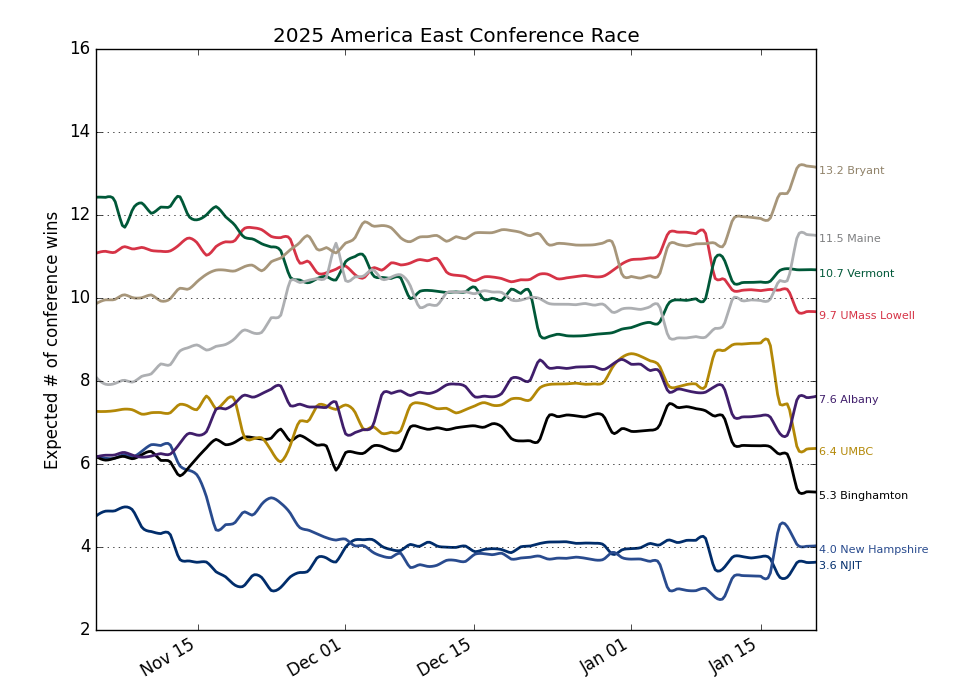 2025 America East Conference Race
Expected # of conference wins
16
14
12
10
8
6
4
2
Nov 15
Dec 01
Dec 15
Jan 01
Jan 15
13.2 Bryant
11.5 Maine
10.7 Vermont
9.7 UMass Lowell
7.6 Albany
6.4 UMBC
5.3 Binghamton
4.0 New Hampshire
3.6 NJIT